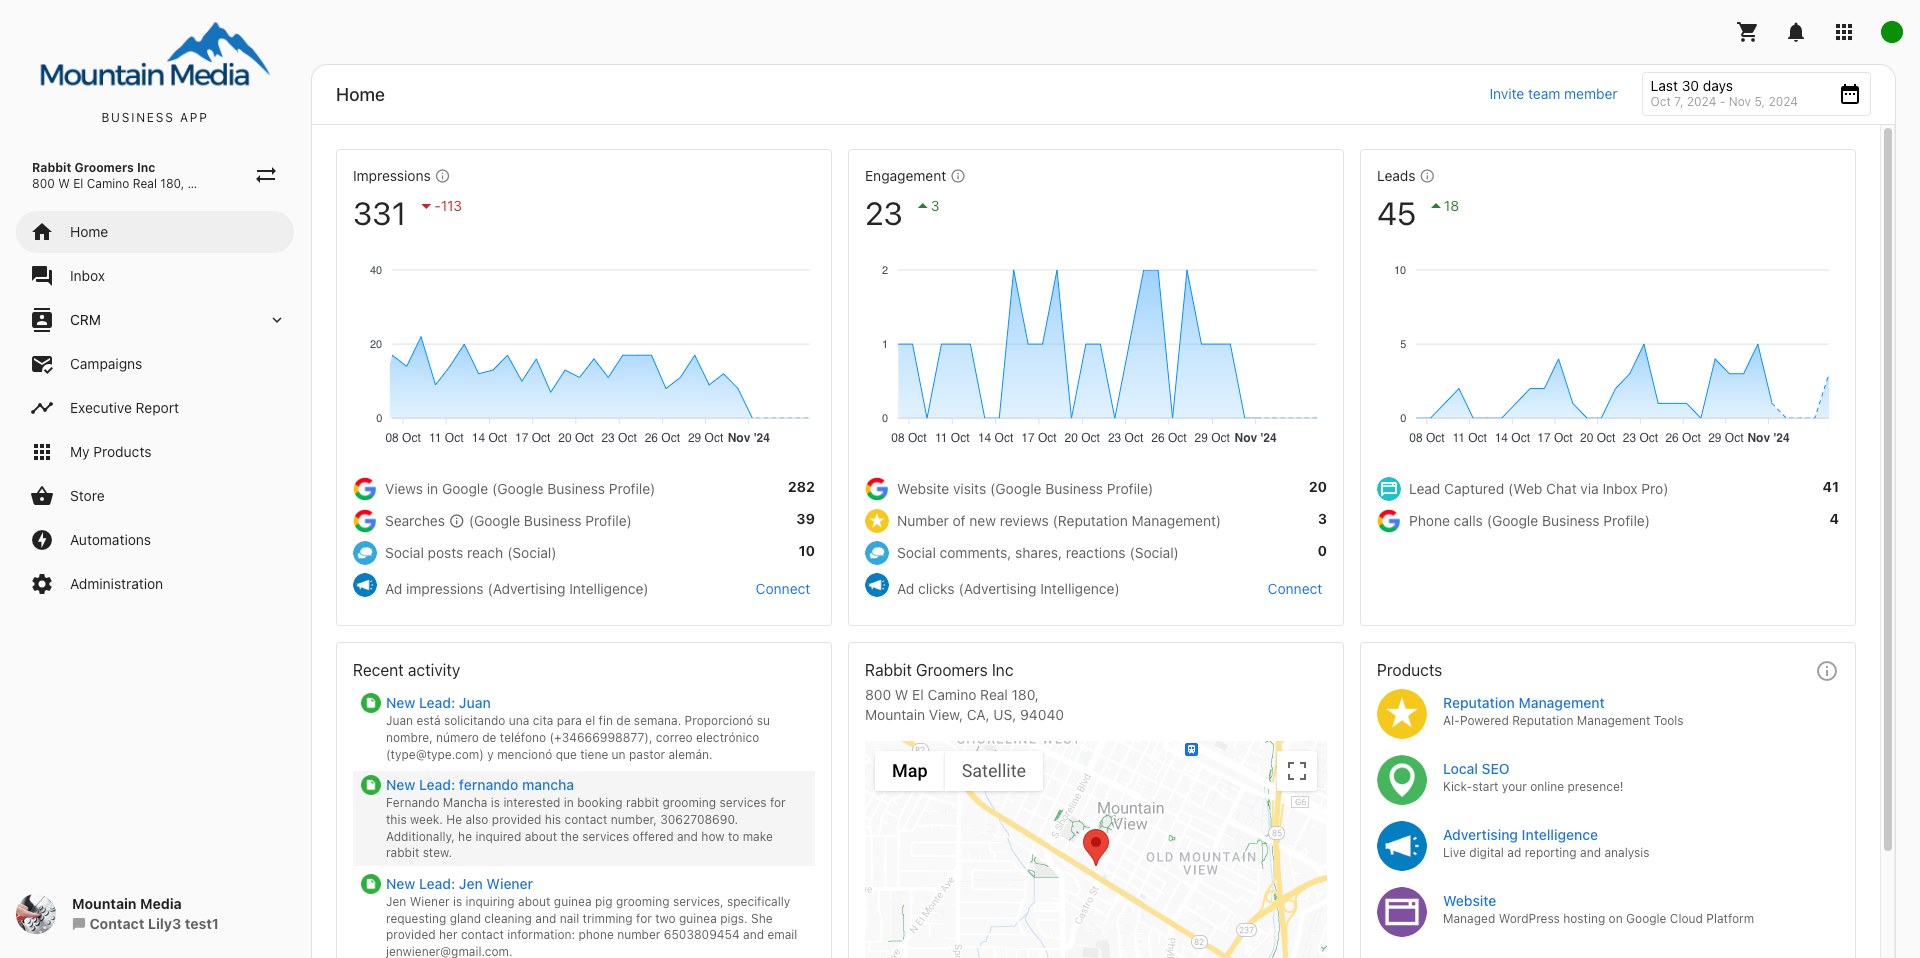 Mountain Media
BUSINESS APP
Rabbit Groomers Inc
800 W El Camino Real 180, ...
Home
Inbox
CRM
Campaigns
Executive Report
My Products
Store
Automations
Administration
Mountain Media
Contact Lily3 test1
Home
Invite team member
Last 30 days
Oct 7, 2024 - Nov 5, 2024
Impressions
331
-113
40
20
0
08 Oct 11 Oct 14 Oct 17 Oct 20 Oct 23 Oct 26 Oct 29 Oct Nov '24
Views in Google (Google Business Profile) 282
Searches (Google Business Profile) 39
Social posts reach (Social) 10
Ad impressions (Advertising Intelligence) Connect
Engagement
23
3
2
1
0
08 Oct 11 Oct 14 Oct 17 Oct 20 Oct 23 Oct 26 Oct 29 Oct Nov '24
Website visits (Google Business Profile) 20
Number of new reviews (Reputation Management) 3
Social comments, shares, reactions (Social) 0
Ad clicks (Advertising Intelligence) Connect
Leads
45
18
10
5
0
08 Oct 11 Oct 14 Oct 17 Oct 20 Oct 23 Oct 26 Oct 29 Oct Nov '24
Lead Captured (Web Chat via Inbox Pro) 41
Phone calls (Google Business Profile) 4
Recent activity
New Lead: Juan
Juan está solicitando una cita para el fin de semana. Proporcionó su
nombre, número de teléfono (+34666998877), correo electrónico
(type@type.com) y mencionó que tiene un pastor alemán.
New Lead: fernando mancha
Fernando Mancha is interested in booking rabbit grooming services for
this week. He also provided his contact number, 3062708690.
Additionally, he inquired about the services offered and how to make
rabbit stew.
New Lead: Jen Wiener
Jen Wiener is inquiring about guinea pig grooming services, specifically
requesting gland cleaning and nail trimming for two guinea pigs. She
provided her contact information: phone number 6503809454 and email
jenwiener@gmail.com.
Rabbit Groomers Inc
800 W El Camino Real 180,
Mountain View, CA, US, 94040
SHORELINE WEST
82
Map
Satellite
G6
S Shoreline Blvd
Mountain
View
85
OLD MOUNTAIN
VIEW
N El Monte Ave
Castro St
237
82
Products
Reputation Management
AI-Powered Reputation Management Tools
Local SEO
Kick-start your online presence!
Advertising Intelligence
Live digital ad reporting and analysis
Website
Managed WordPress hosting on Google Cloud Platform